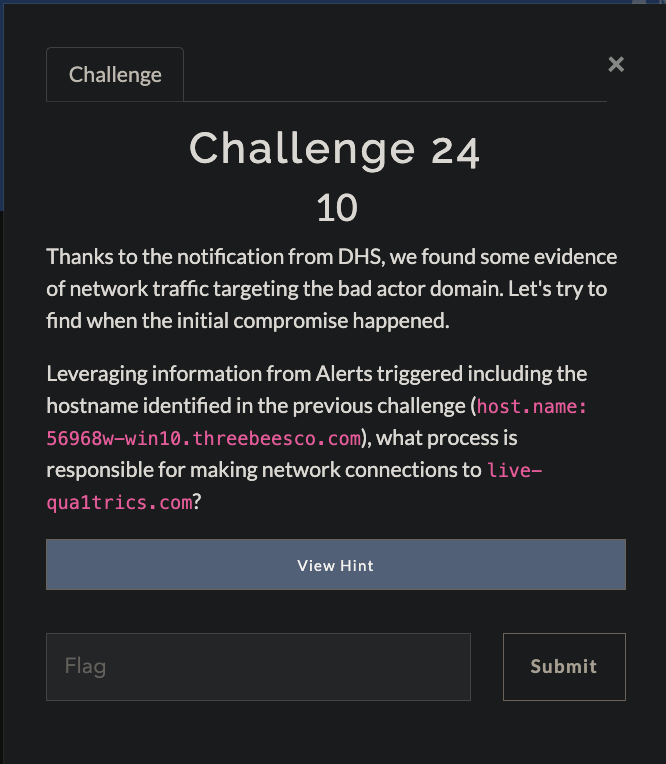 Challenge
×
Challenge 24
10
Thanks to the notification from DHS, we found some evidence
of network traffic targeting the bad actor domain. Let's try to
find when the initial compromise happened.
Leveraging information from Alerts triggered including the
hostname identified in the previous challenge (host.name:
56968w-win10.threebeesco.com), what process is
responsible for making network connections to live-
qua1trics.com?
View Hint
Flag
Submit